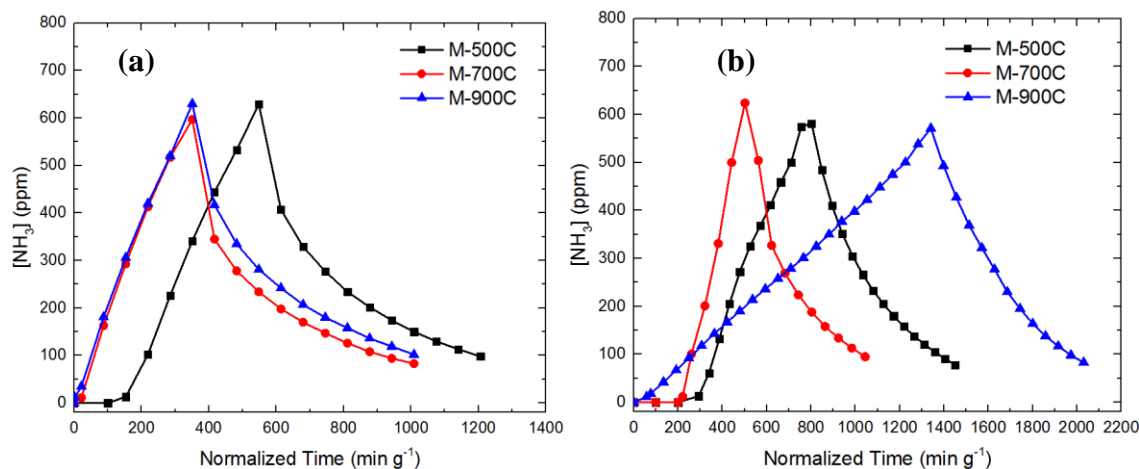 800
700
600
500
400
300
200
100
0
[NH₃] (ppm)
(a)
M-500C
M-700C
M-900C
0 200 400 600 800 1000 1200 1400
Normalized Time (min g⁻¹)
800
700
600
500
400
300
200
100
0
[NH₃] (ppm)
(b)
M-500C
M-700C
M-900C
0 200 400 600 800 1000 1200 1400 1600 1800 2000 2200
Normalized Time (min g⁻¹)